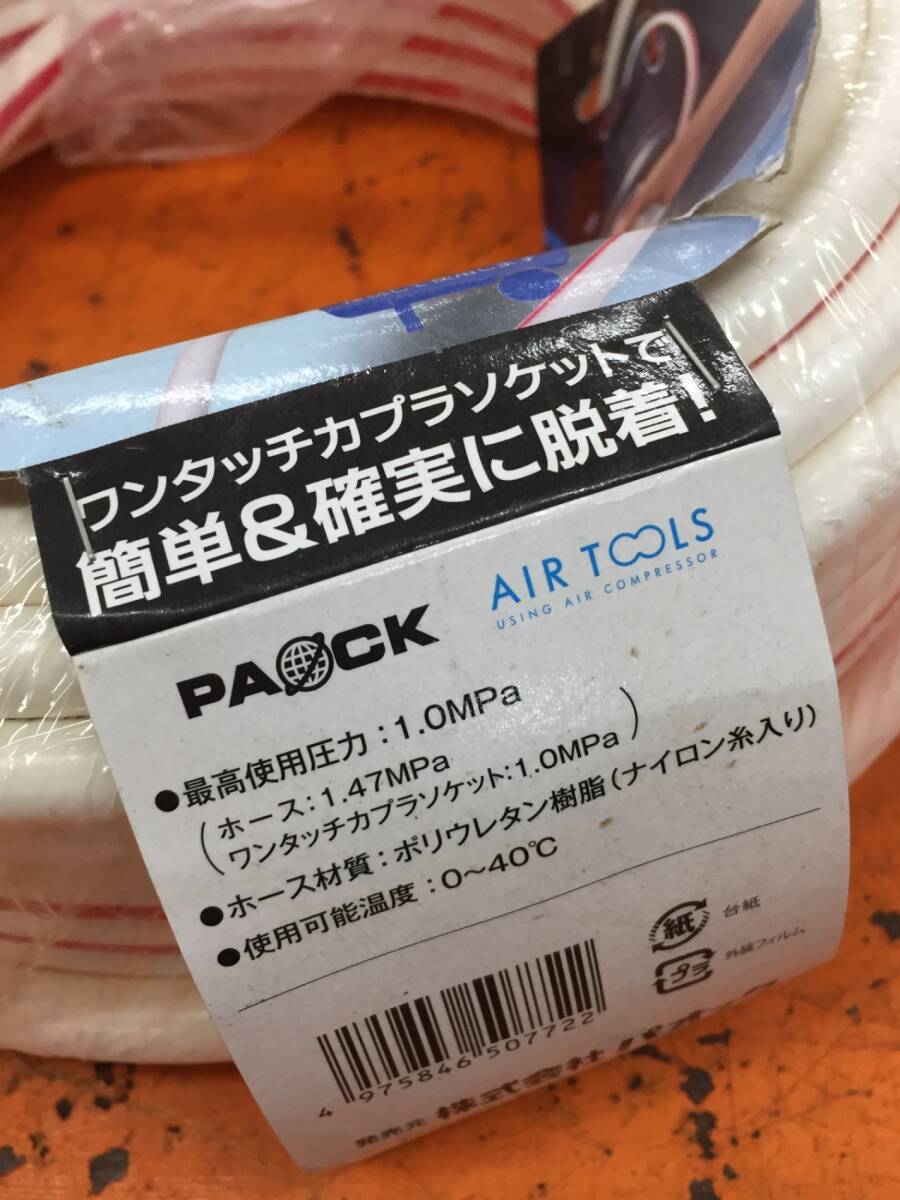 ワンタッチカプラソケットで
簡単&確実に脱着!
PAOCK
AIR TOOLS
USING AIR COMPRESSOR
●最高使用圧力:1.0MPa
(ホース:1.47MPa
ワンタッチカプラソケット:1.0MPa)
●ホース材質:ポリウレタン樹脂(ナイロン糸入り)
●使用可能温度:0〜40℃
紙
台紙
プラ
外装フィルム
4 975846 507722
発売元 株式会社 パオック